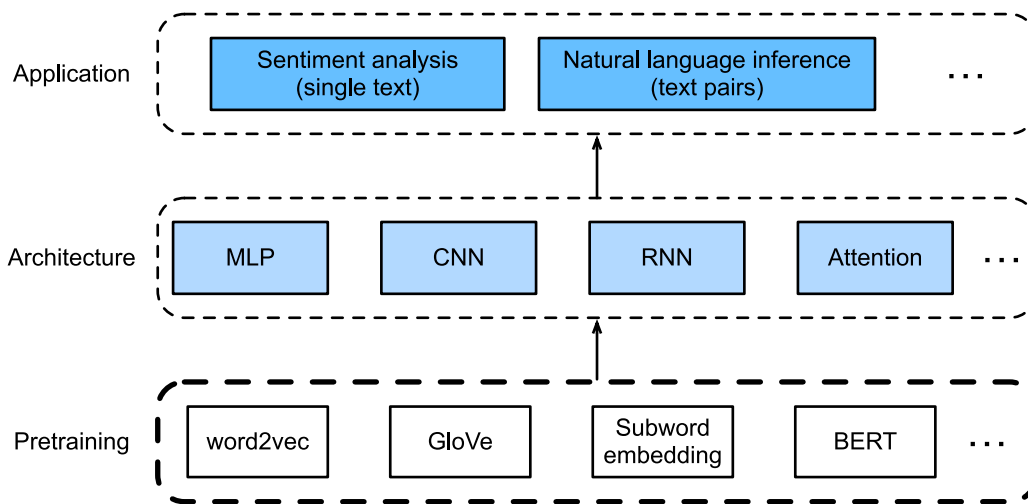 Application
Sentiment analysis
(single text)
Natural language inference
(text pairs)
...
Architecture
MLP
CNN
RNN
Attention
...
Pretraining
word2vec
GloVe
Subword
embedding
BERT
...